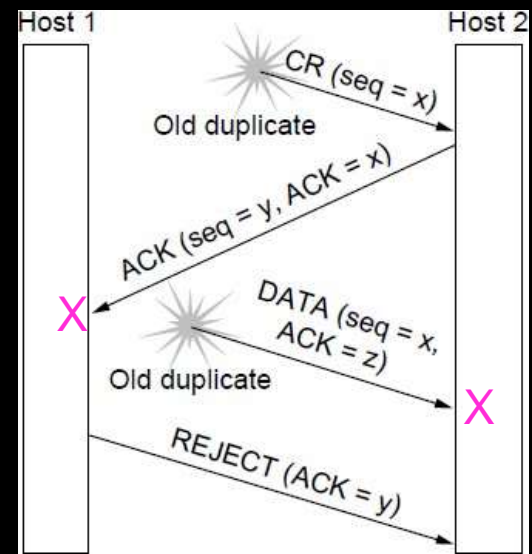 Host 1
Host 2
CR (seq = x)
Old duplicate
ACK (seq = y, ACK = x)
X
DATA (seq = x,
ACK = z)
Old duplicate
X
REJECT (ACK = y)